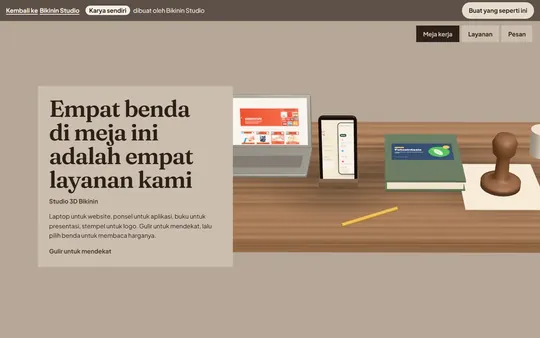 Kembali ke Bikinin Studio
Karya sendiri
dibuat oleh Bikinin Studio
Buat yang seperti ini
Meja kerja
Layanan
Pesan
Empat benda
di meja ini
adalah empat
layanan kami
Studio 3D Bikinin
Laptop untuk website, ponsel untuk aplikasi, buku untuk
presentasi, stempel untuk logo. Gulir untuk mendekat, lalu
pilih benda untuk membaca harganya.
Gulir untuk mendekat